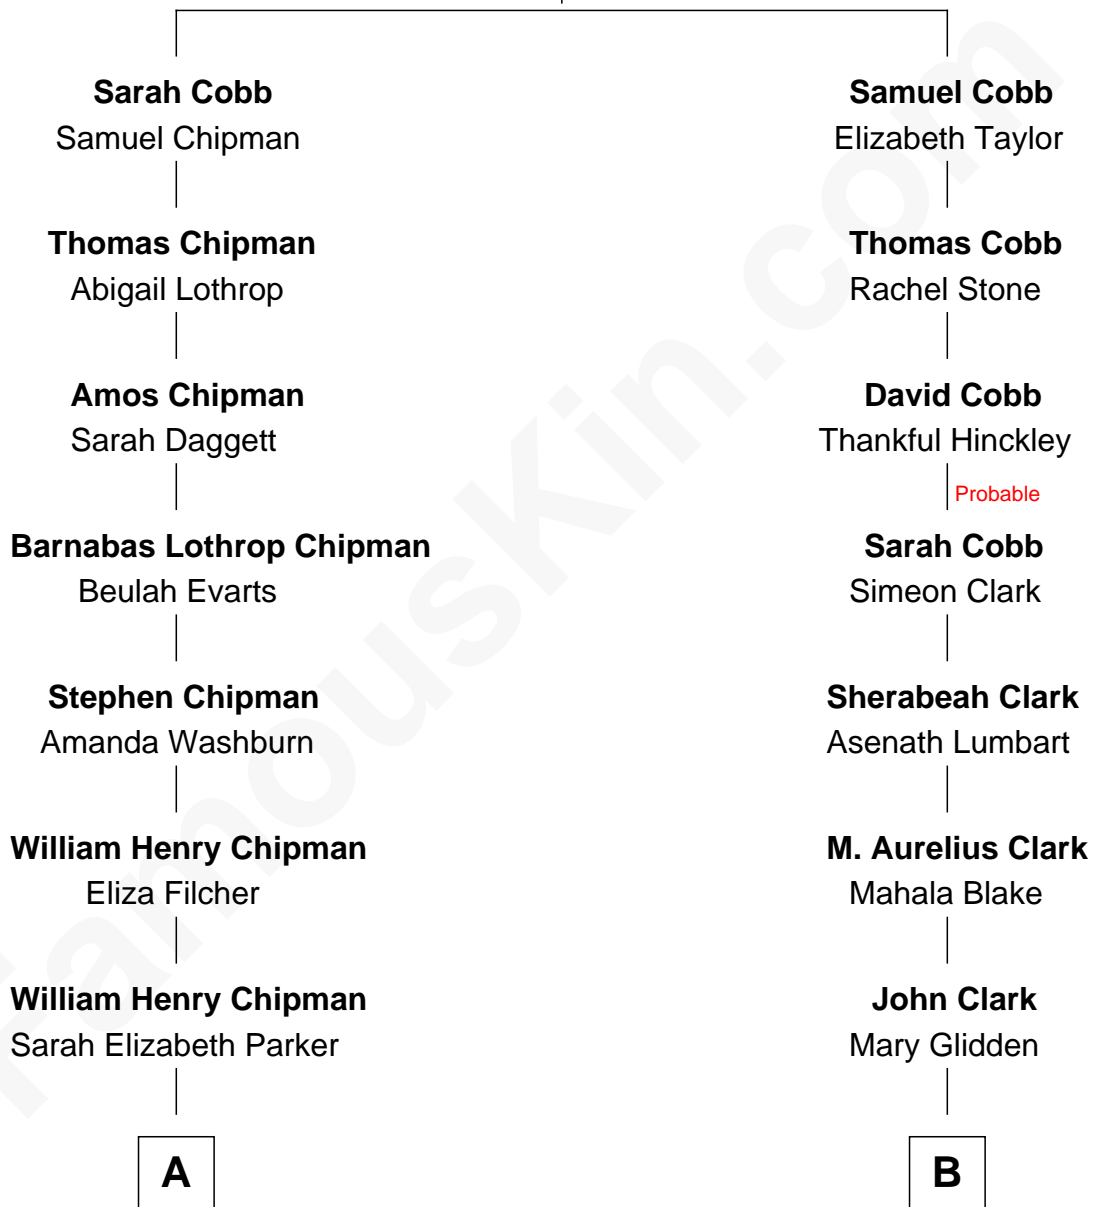 Sarah Cobb
Samuel Chipman
Thomas Chipman
Abigail Lothrop
Amos Chipman
Sarah Daggett
Barnabas Lothrop Chipman
Beulah Evarts
Stephen Chipman
Amanda Washburn
William Henry Chipman
Eliza Filcher
William Henry Chipman
Sarah Elizabeth Parker
A
Samuel Cobb
Elizabeth Taylor
Thomas Cobb
Rachel Stone
David Cobb
Thankful Hinckley
Probable
Sarah Cobb
Simeon Clark
Sherabeah Clark
Asenath Lumbart
M. Aurelius Clark
Mahala Blake
John Clark
Mary Glidden
B
FamousKin.com